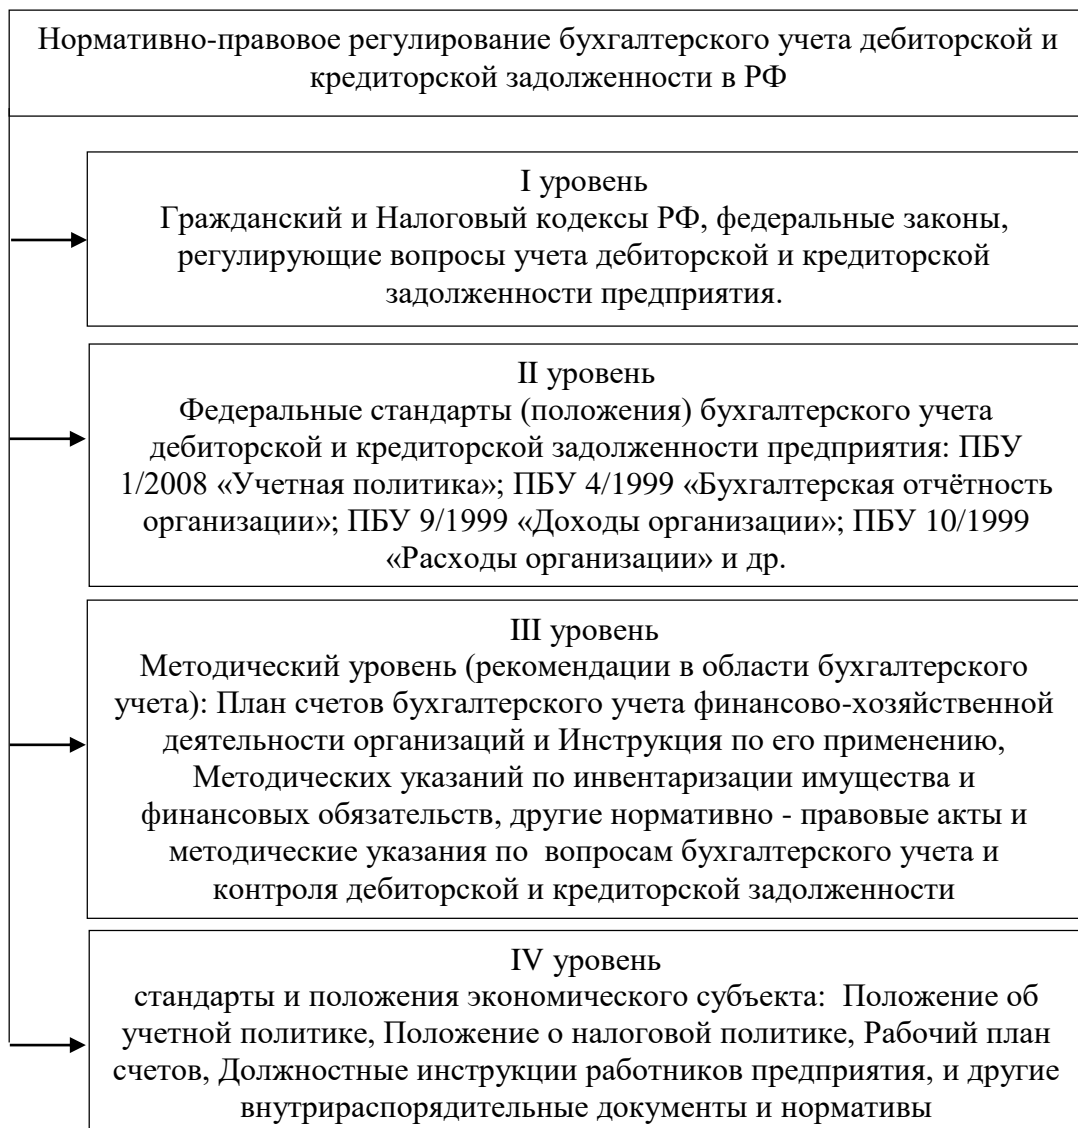 Нормативно-правовое регулирование бухгалтерского учета дебиторской и
кредиторской задолженности в РФ
I уровень
Гражданский и Налоговый кодексы РФ, федеральные законы,
регулирующие вопросы учета дебиторской и кредиторской
задолженности предприятия.
II уровень
Федеральные стандарты (положения) бухгалтерского учета
дебиторской и кредиторской задолженности предприятия: ПБУ
1/2008 «Учетная политика»; ПБУ 4/1999 «Бухгалтерская отчётность
организации»; ПБУ 9/1999 «Доходы организации»; ПБУ 10/1999
«Расходы организации» и др.
III уровень
Методический уровень (рекомендации в области бухгалтерского
учета): План счетов бухгалтерского учета финансово-хозяйственной
деятельности организаций и Инструкция по его применению,
Методических указаний по инвентаризации имущества и
финансовых обязательств, другие нормативно - правовые акты и
методические указания по  вопросам бухгалтерского учета и
контроля дебиторской и кредиторской задолженности
IV уровень
стандарты и положения экономического субъекта:  Положение об
учетной политике, Положение о налоговой политике, Рабочий план
счетов, Должностные инструкции работников предприятия, и другие
внутрираспорядительные документы и нормативы